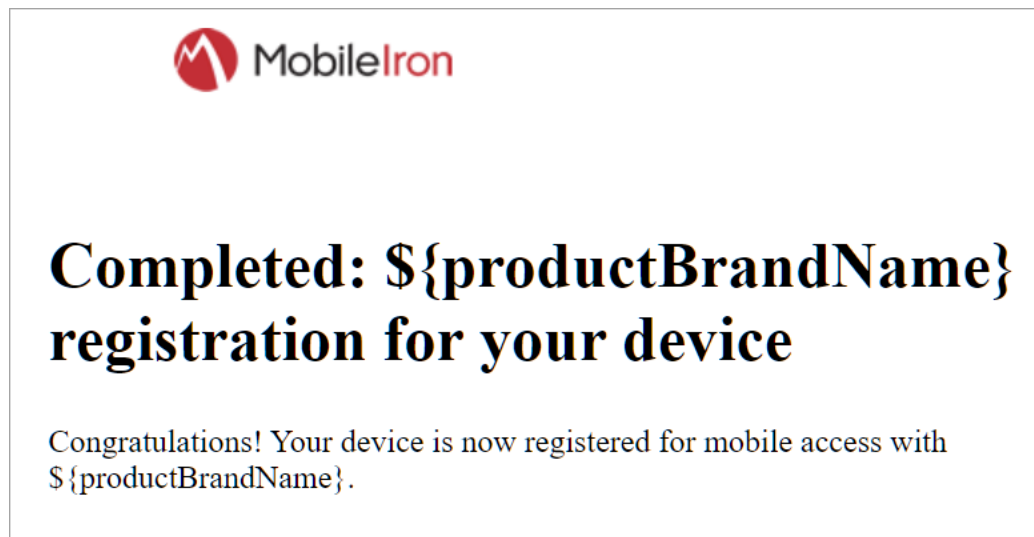 MobileIron
Completed: ${productBrandName}
registration for your device
Congratulations! Your device is now registered for mobile access with
${productBrandName}.